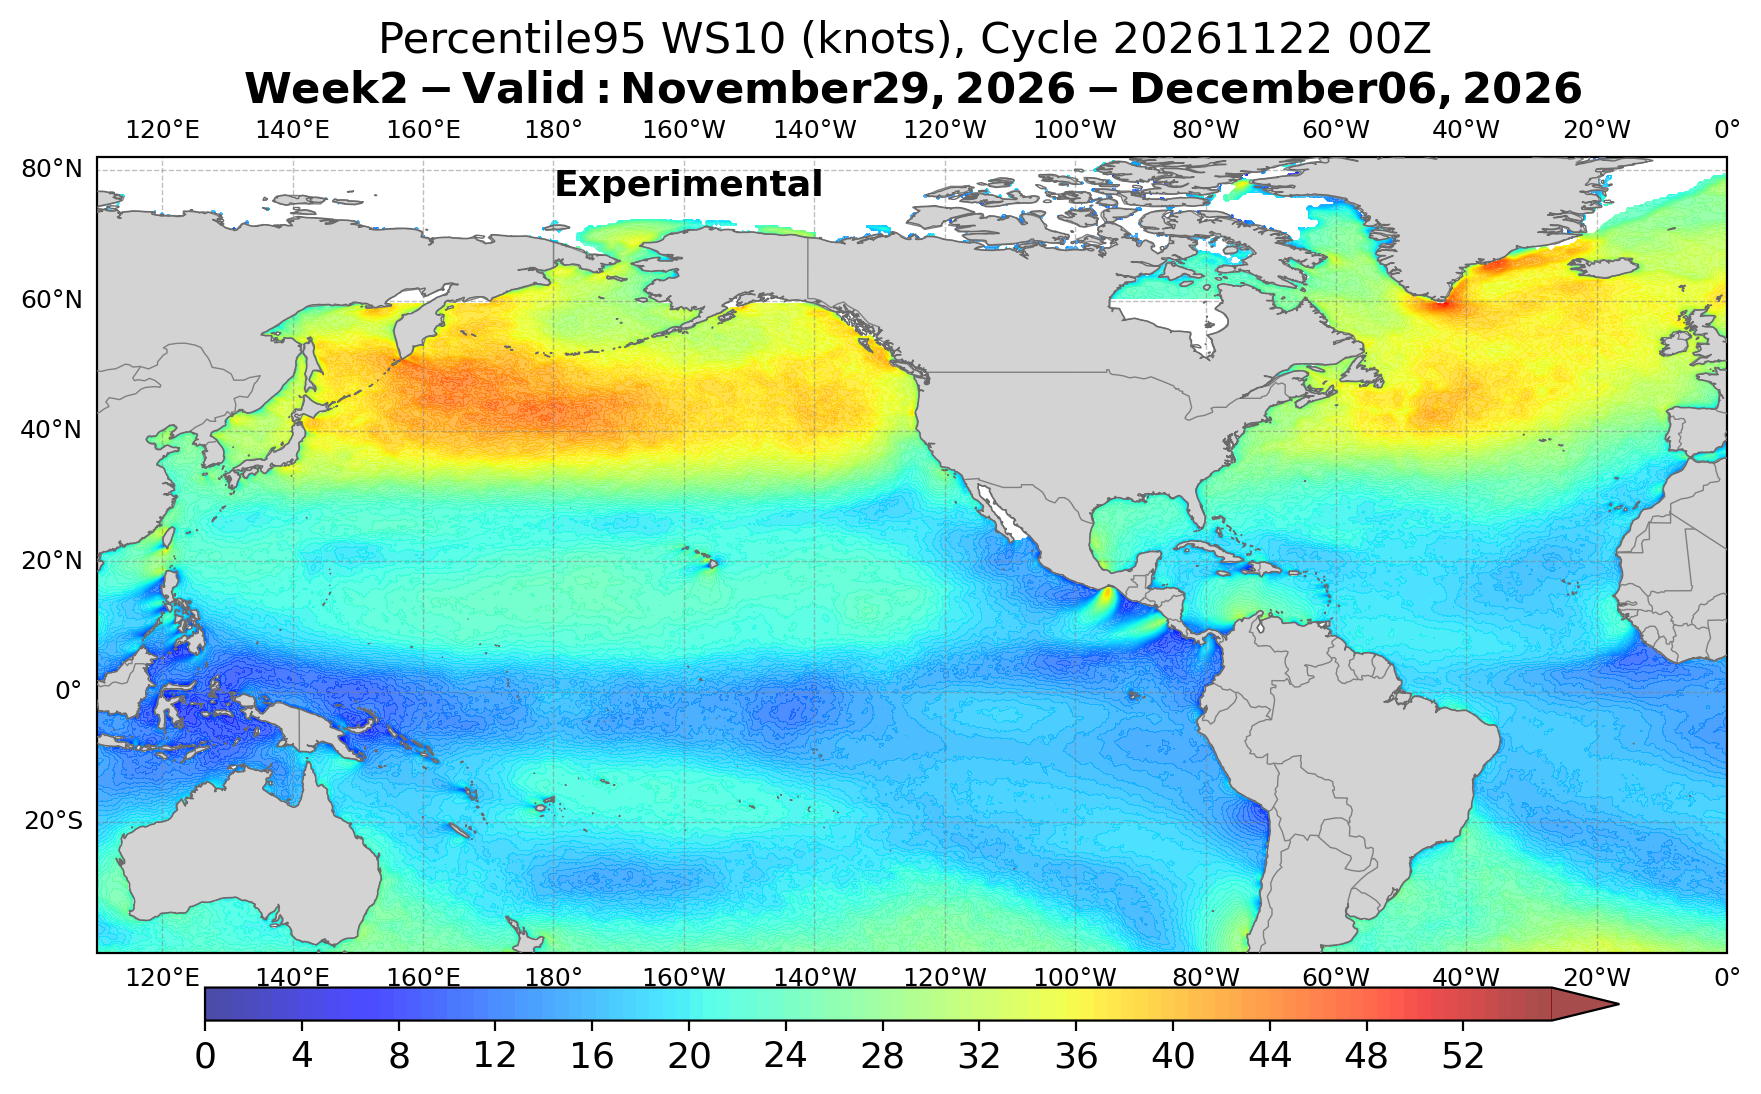 Percentile95 WS10 (knots), Cycle 20261122 00Z
Week2 − Valid : November29, 2026 − December06, 2026
120°E 140°E 160°E 180° 160°W 140°W 120°W 100°W 80°W 60°W 40°W 20°W 0°
80°N
Experimental
60°N
40°N
20°N
0°
20°S
120°E 140°E 160°E 180° 160°W 140°W 120°W 100°W 80°W 60°W 40°W 20°W 0°
0 4 8 12 16 20 24 28 32 36 40 44 48 52